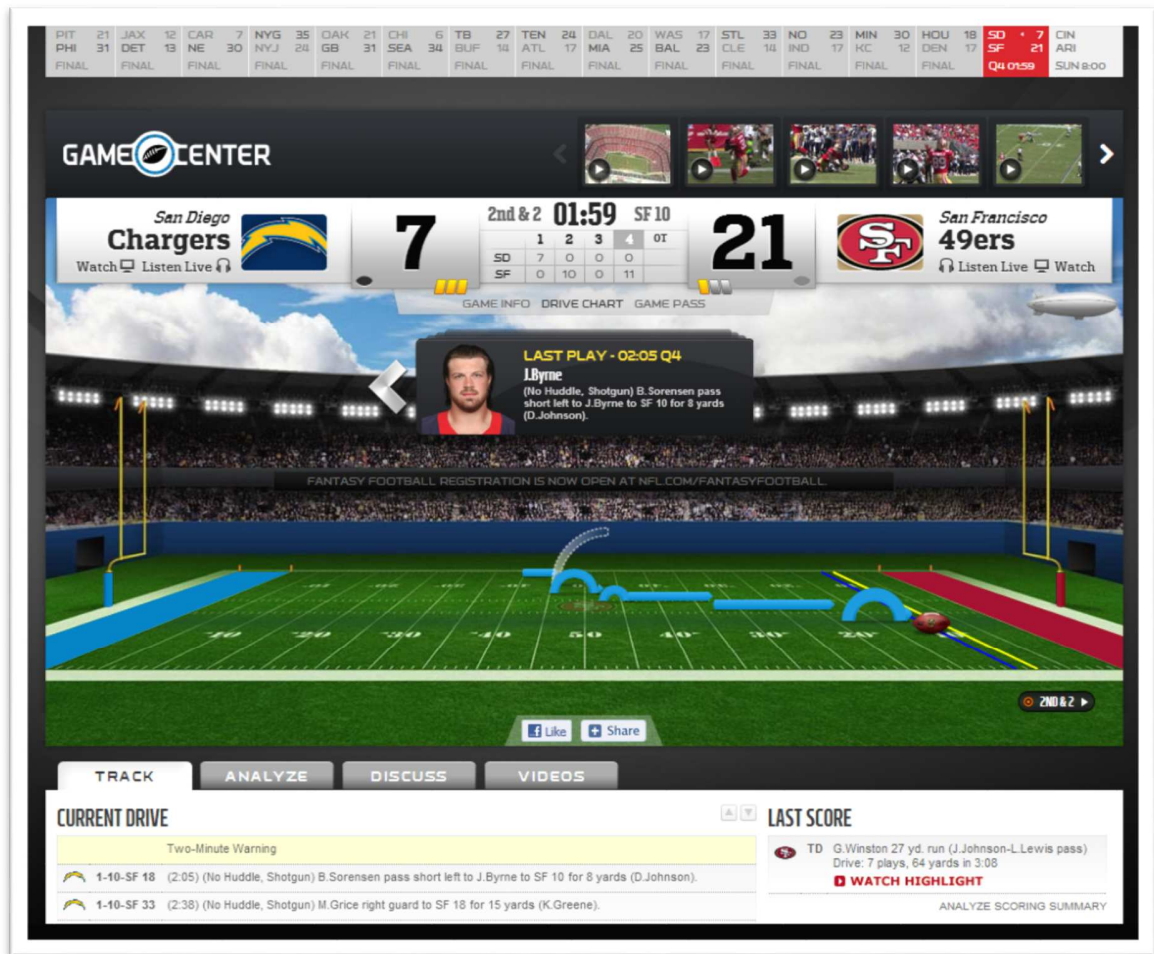 PIT 21 JAX 12 CAR 7 NYG 35 OAK 21 CHI 6 TB 27 TEN 24 DAL 20 WAS 17 STL 33 NO 23 MIN 30 HOU 18 SD 7 CIN
PHI 31 DET 13 NE 30 NYJ 24 GB 31 SEA 34 BUF 14 ATL 17 MIA 25 BAL 23 CLE 14 IND 17 KC 12 DEN 17 SF 21 ARI
FINAL FINAL FINAL FINAL FINAL FINAL FINAL FINAL FINAL FINAL FINAL FINAL FINAL FINAL Q4 01:59 SUN 8:00
GAME CENTER
San Diego
Chargers
Watch Listen Live
7
2nd & 2 01:59 SF 10
1 2 3 4 OT
SD 7 0 0 0
SF 0 10 0 11
21
San Francisco
49ers
Listen Live Watch
GAME INFO DRIVE CHART GAME PASS
LAST PLAY - 02:05 Q4
J.Byrne
(No Huddle, Shotgun) B.Sorensen pass
short left to J.Byrne to SF 10 for 8 yards
(D.Johnson).
FANTASY FOOTBALL REGISTRATION IS NOW OPEN AT NFL.COM/FANTASYFOOTBALL.
10 20 30 40 50 40 30 20
2ND & 2
Like Share
TRACK ANALYZE DISCUSS VIDEOS
CURRENT DRIVE
Two-Minute Warning
1-10-SF 18 (2:05) (No Huddle, Shotgun) B.Sorensen pass short left to J.Byrne to SF 10 for 8 yards (D.Johnson).
1-10-SF 33 (2:38) (No Huddle, Shotgun) M.Grice right guard to SF 18 for 15 yards (K.Greene).
LAST SCORE
TD G.Winston 27 yd. run (J.Johnson-L.Lewis pass)
Drive: 7 plays, 64 yards in 3:08
WATCH HIGHLIGHT
ANALYZE SCORING SUMMARY